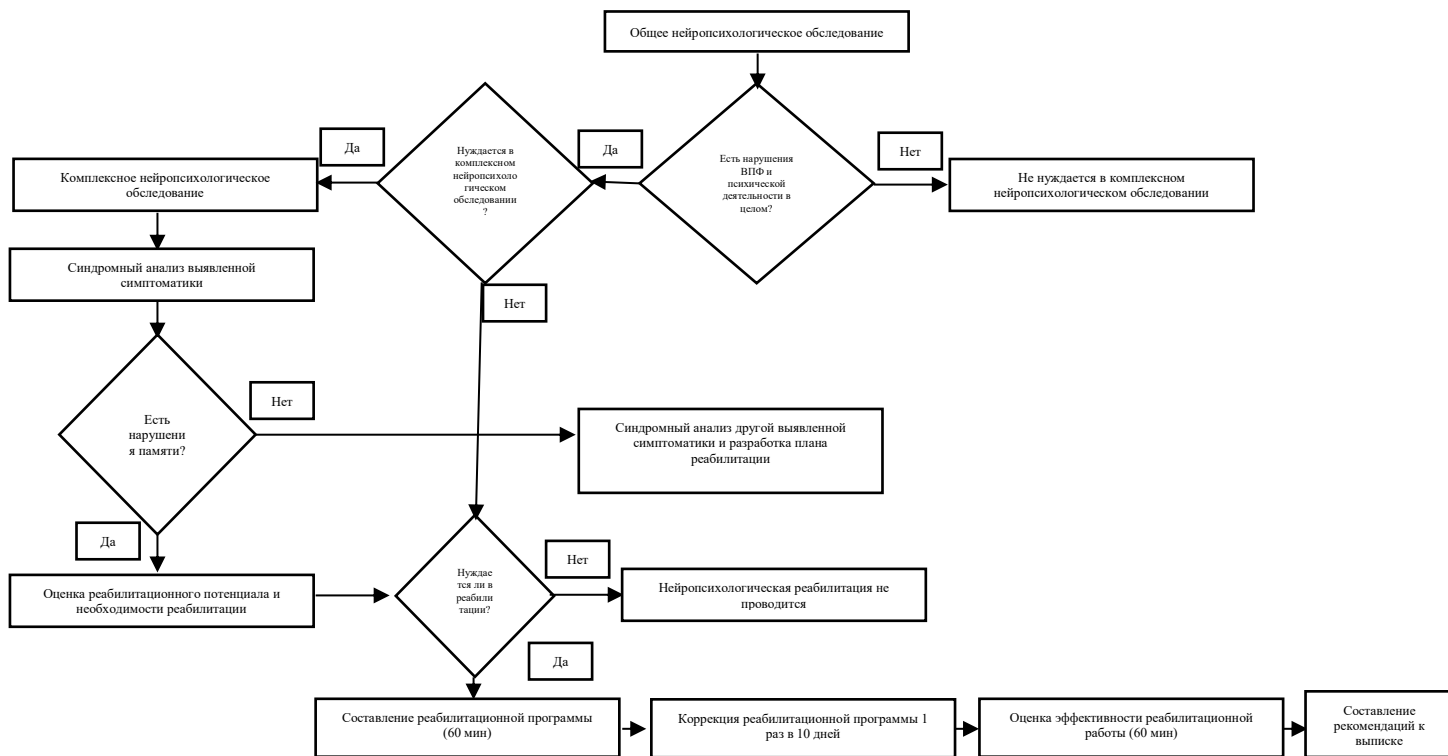 Общее нейропсихологическое обследование
Да
Нуждается в
комплексном
нейропсихоло
гическом
обследовании
?
Да
Есть нарушения
ВПФ и
психической
деятельности в
целом?
Нет
Комплексное нейропсихологическое
обследование
Не нуждается в комплексном
нейропсихологическом обследовании
Синдромный анализ выявленной
симптоматики
Нет
Есть
нарушени
я памяти?
Нет
Синдромный анализ другой выявленной
симптоматики и разработка плана
реабилитации
Да
Оценка реабилитационного потенциала и
необходимости реабилитации
Нуждае
тся ли в
реабили
тации?
Нет
Нейропсихологическая реабилитация не
проводится
Да
Составление реабилитационной программы
(60 мин)
Коррекция реабилитационной программы 1
раз в 10 дней
Оценка эффективности реабилитационной
работы (60 мин)
Составление
рекомендаций к
выписке